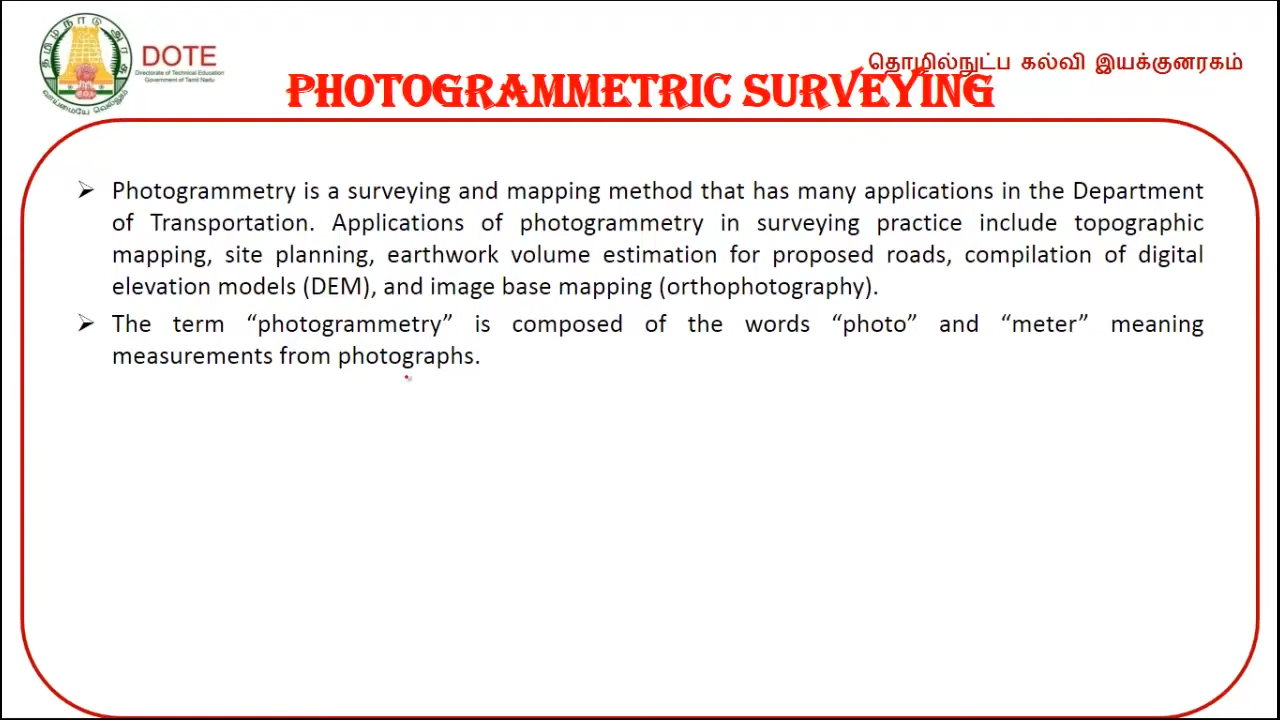 தமிழ்நாடு அரசு
வாய்மையே வெல்லும்
DOTE
Directorate of Technical Education
Government of Tamil Nadu
தொழில்நுட்ப கல்வி இயக்குனரகம்
PHOTOGRAMMETRIC SURVEYING
➢ Photogrammetry is a surveying and mapping method that has many applications in the Department
of Transportation. Applications of photogrammetry in surveying practice include topographic
mapping, site planning, earthwork volume estimation for proposed roads, compilation of digital
elevation models (DEM), and image base mapping (orthophotography).
➢ The term “photogrammetry” is composed of the words “photo” and “meter” meaning
measurements from photographs.